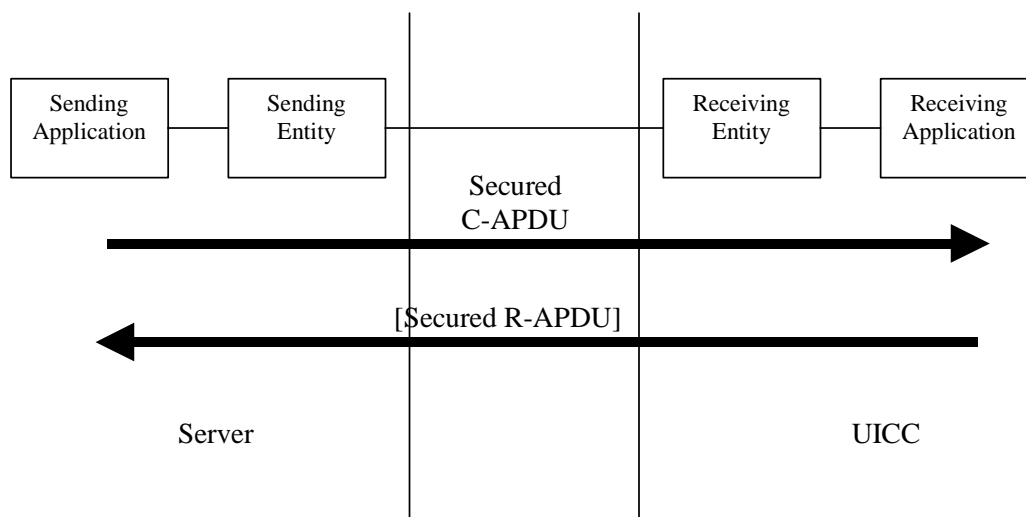 Sending
Application
Sending
Entity
Receiving
Entity
Receiving
Application
Secured
C-APDU
[Secured R-APDU]
Server
UICC